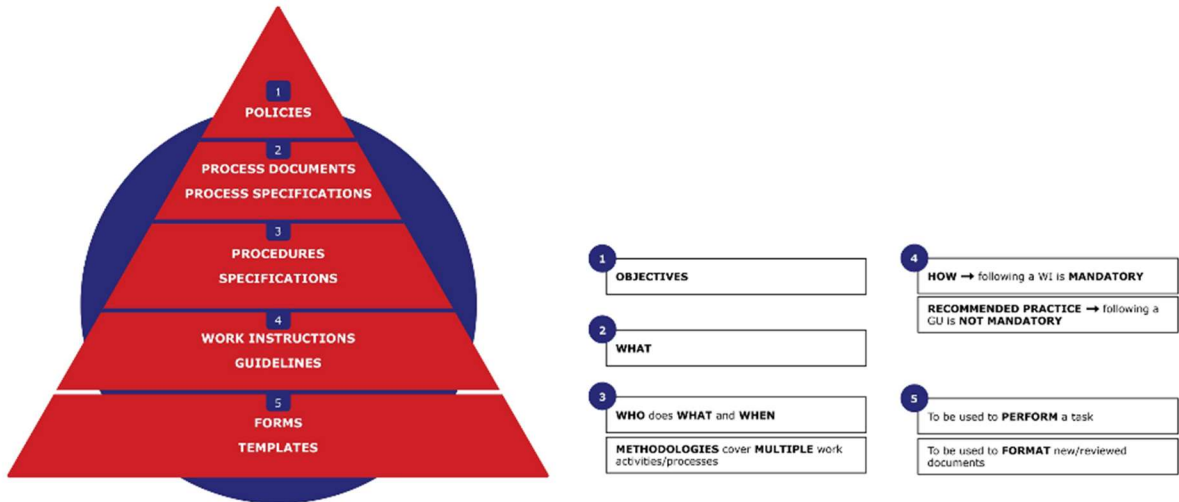 1
POLICIES
2
PROCESS DOCUMENTS
PROCESS SPECIFICATIONS
3
PROCEDURES
SPECIFICATIONS
4
WORK INSTRUCTIONS
GUIDELINES
5
FORMS
TEMPLATES
1
OBJECTIVES
2
WHAT
3
WHO does WHAT and WHEN
METHODOLOGIES cover MULTIPLE work
activities/processes
4
HOW → following a WI is MANDATORY
RECOMMENDED PRACTICE → following a
GU is NOT MANDATORY
5
To be used to PERFORM a task
To be used to FORMAT new/reviewed
documents